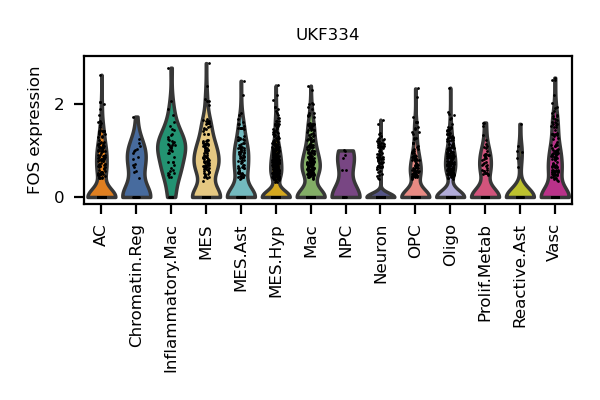 UKF334
FOS expression
2
0
AC
Chromatin.Reg
Inflammatory.Mac
MES
MES.Ast
MES.Hyp
Mac
NPC
Neuron
OPC
Oligo
Prolif.Metab
Reactive.Ast
Vasc